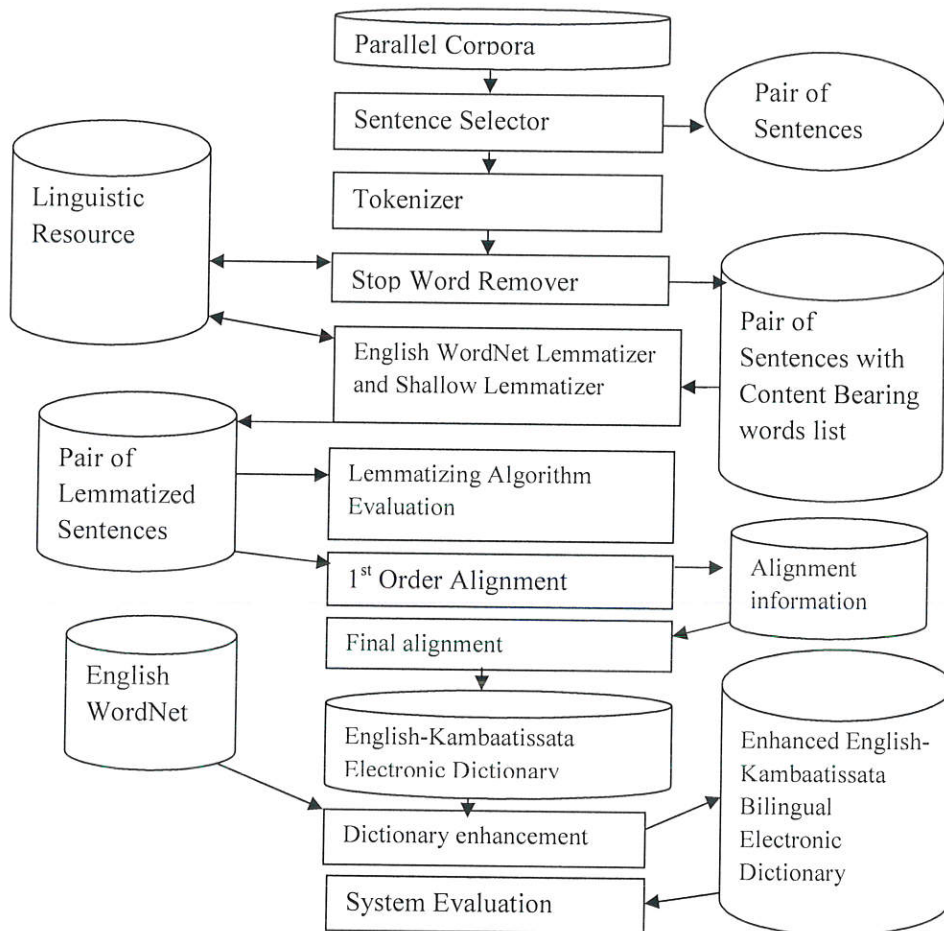 Parallel Corpora
Sentence Selector
Pair of
Sentences
Tokenizer
Linguistic
Resource
Stop Word Remover
Pair of
Sentences with
Content Bearing
words list
English WordNet Lemmatizer
and Shallow Lemmatizer
Pair of
Lemmatized
Sentences
Lemmatizing Algorithm
Evaluation
1st Order Alignment
Alignment
information
Final alignment
English
WordNet
English-Kambaatissata
Electronic Dictionary
Enhanced English-
Kambaatissata
Bilingual
Electronic
Dictionary
Dictionary enhancement
System Evaluation